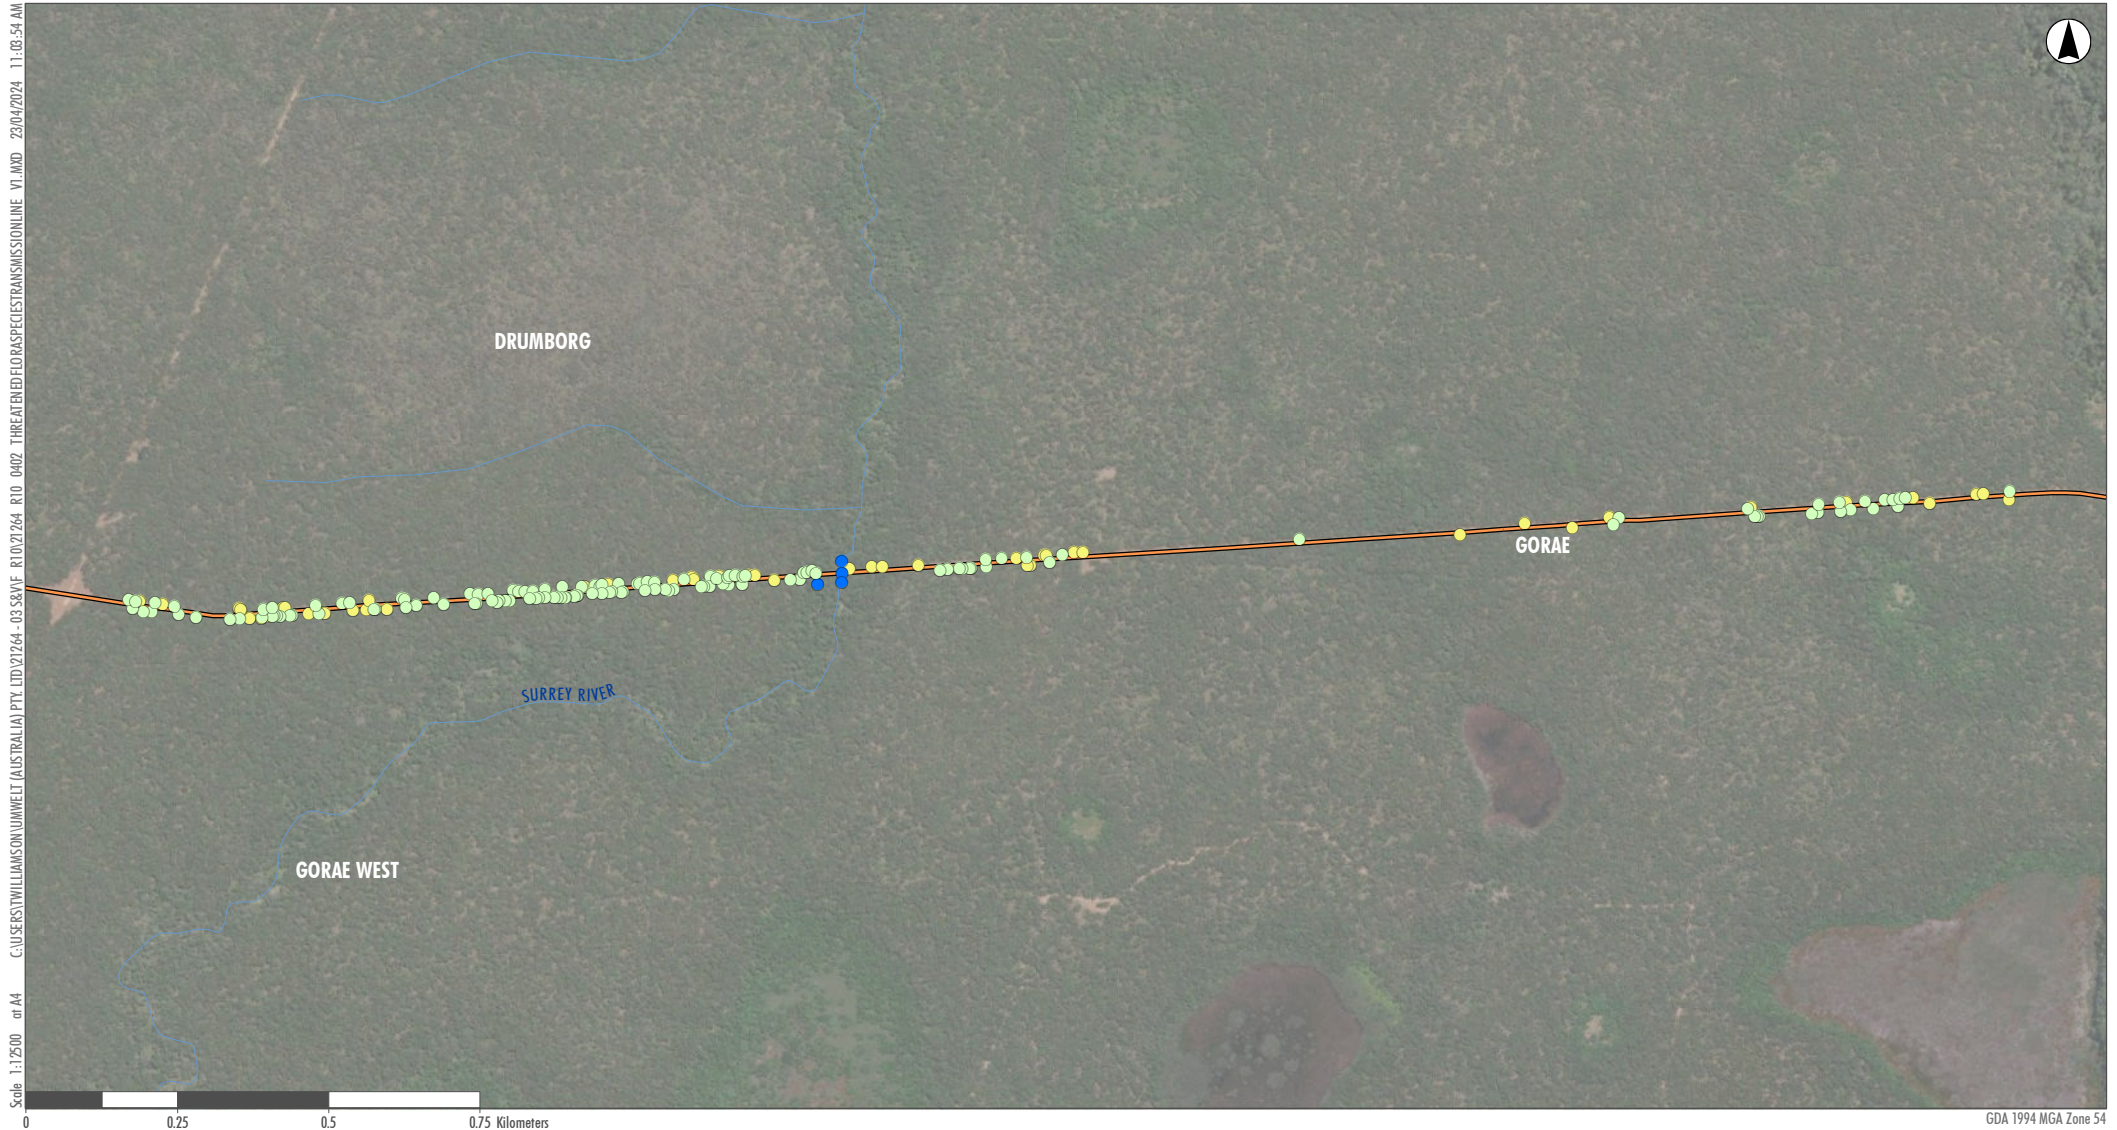 Scale 1:12500 at A4 C:\USERS\TWILLIAMSON\UMWELT (AUSTRALIA) PTY. LTD\21264 - 03 S&V\F R10\21264 R10 0402 THREATENEDFLORASPECIESTRANSMISSIONLINE V1.MXD 23/04/2024 11:03:54 AM
DRUMBORG
GORAE
SURREY RIVER
GORAE WEST
0 0.25 0.5 0.75 Kilometers
GDA 1994 MGA Zone 54